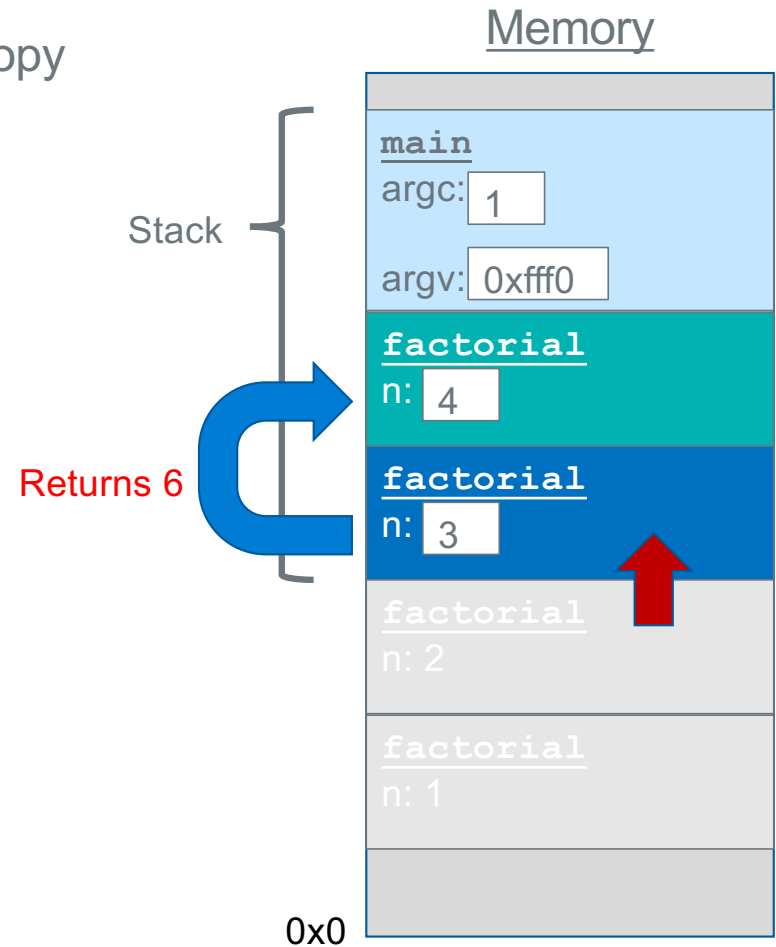 opy
Memory
main
argc: 1
Stack
argv: 0xfff0
factorial
n: 4
Returns 6
factorial
n: 3
factorial
n: 2
factorial
n: 1
0x0